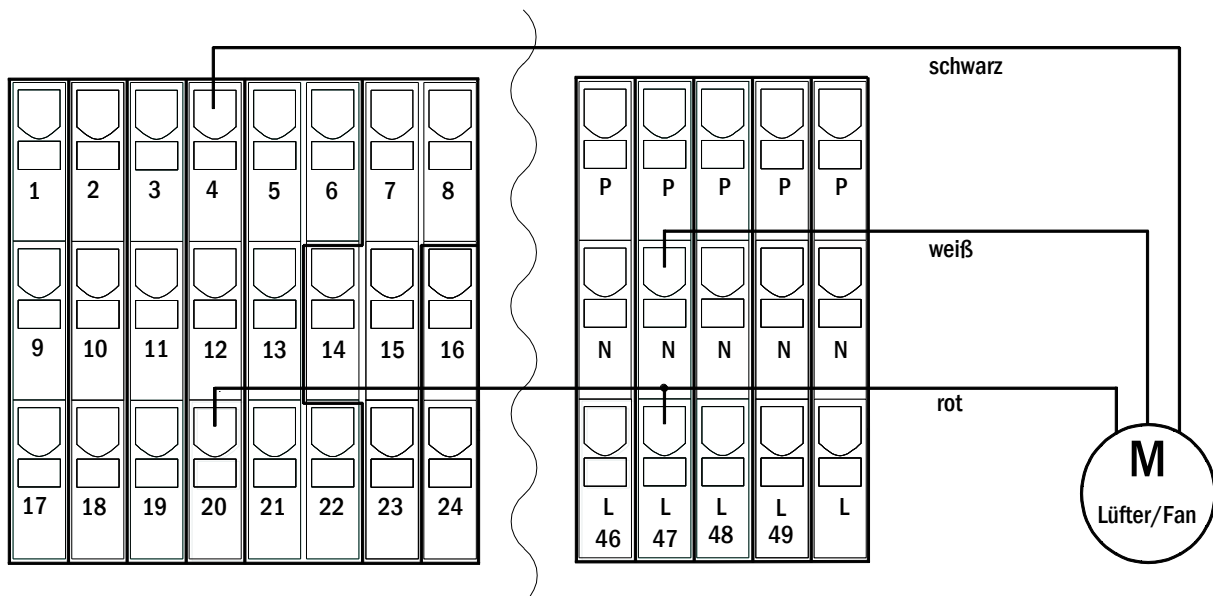 schwarz
1 2 3 4 5 6 7 8
P P P P P
weiß
9 10 11 12 13 14 15 16
N N N N N
rot
17 18 19 20 21 22 23 24
L L L L L
46 47 48 49
M
Lüfter/Fan